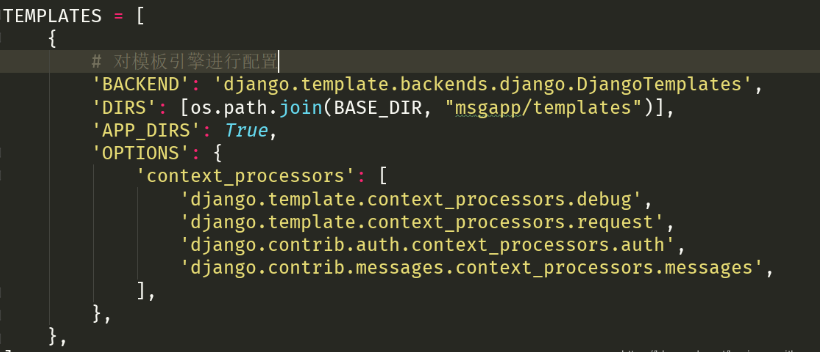 TEMPLATES = [
    {
        # 对模板引擎进行配置
        'BACKEND': 'django.template.backends.django.DjangoTemplates',
        'DIRS': [os.path.join(BASE_DIR, "msgapp/templates")],
        'APP_DIRS': True,
        'OPTIONS': {
            'context_processors': [
                'django.template.context_processors.debug',
                'django.template.context_processors.request',
                'django.contrib.auth.context_processors.auth',
                'django.contrib.messages.context_processors.messages',
            ],
        },
    },